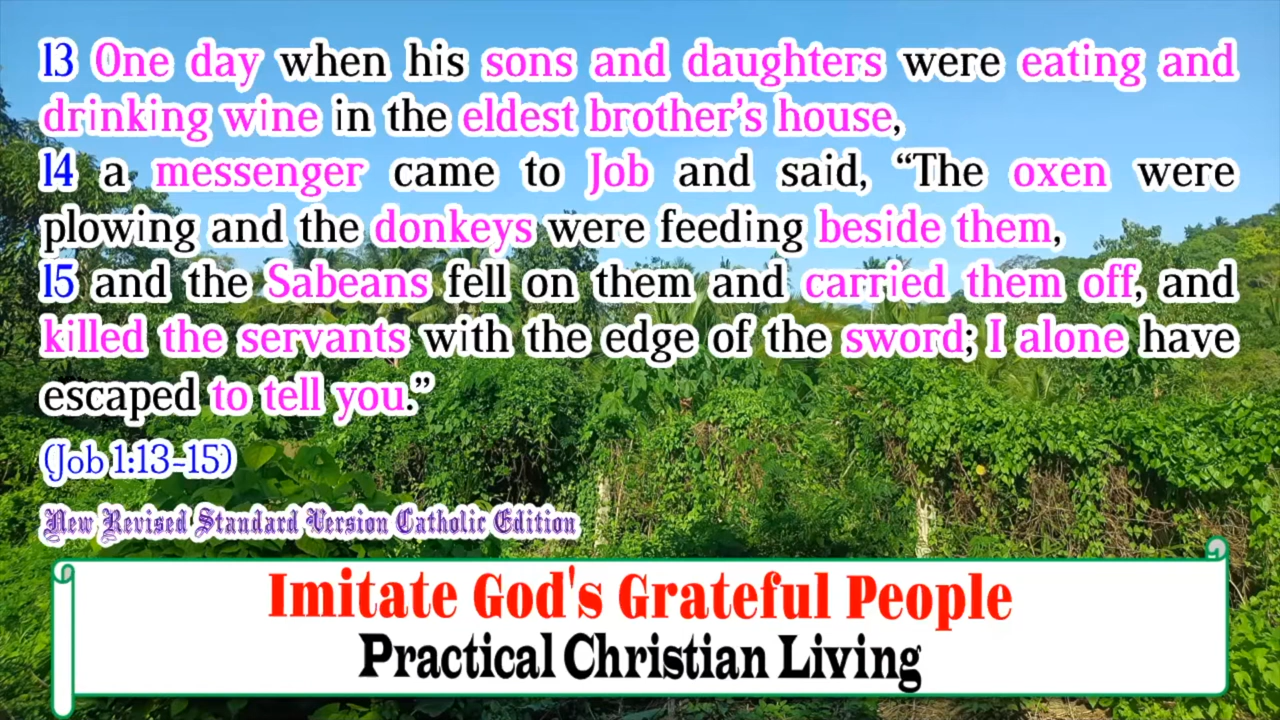 13 One day when his sons and daughters were eating and
drinking wine in the eldest brother’s house,
14 a messenger came to Job and said, “The oxen were
plowing and the donkeys were feeding beside them,
15 and the Sabeans fell on them and carried them off, and
killed the servants with the edge of the sword; I alone have
escaped to tell you.”
(Job 1:13-15)
New Revised Standard Version Catholic Edition
Imitate God's Grateful People
Practical Christian Living